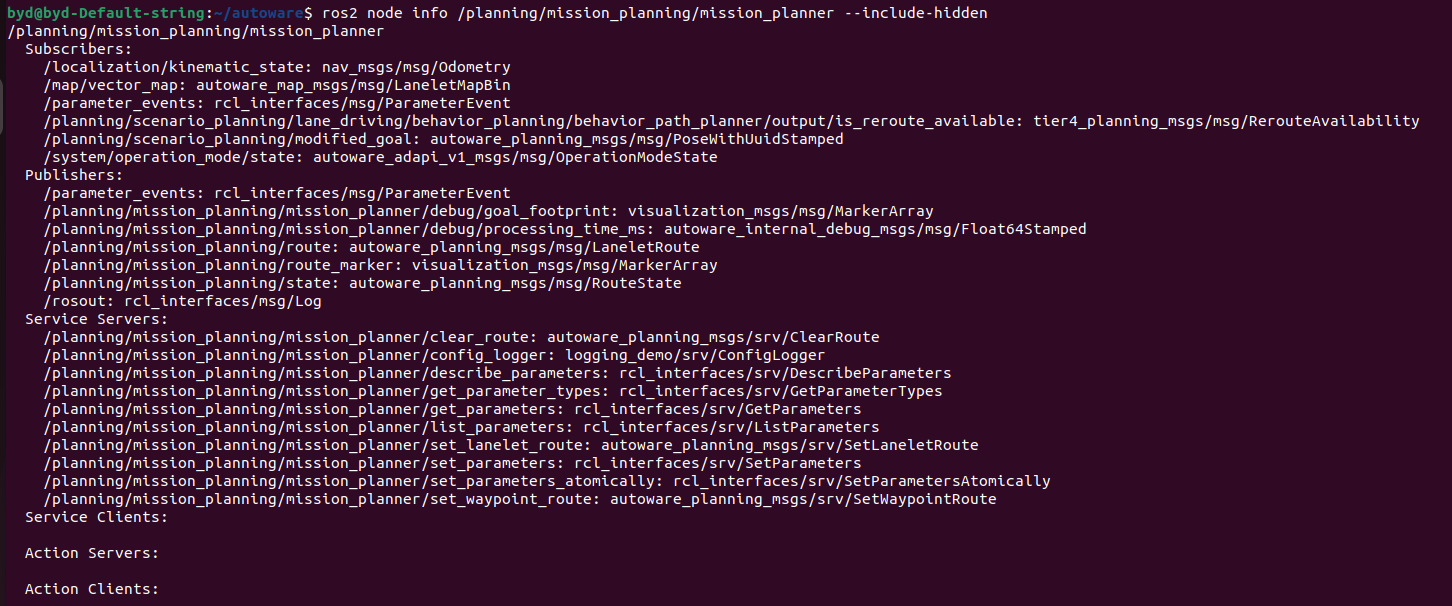 byd@byd-Default-string:~/autoware$ ros2 node info /planning/mission_planning/mission_planner --include-hidden
/planning/mission_planning/mission_planner
  Subscribers:
    /localization/kinematic_state: nav_msgs/msg/Odometry
    /map/vector_map: autoware_map_msgs/msg/LaneletMapBin
    /parameter_events: rcl_interfaces/msg/ParameterEvent
    /planning/scenario_planning/lane_driving/behavior_planning/behavior_path_planner/output/is_reroute_available: tier4_planning_msgs/msg/RerouteAvailability
    /planning/scenario_planning/modified_goal: autoware_planning_msgs/msg/PoseWithUuidStamped
    /system/operation_mode/state: autoware_adapi_v1_msgs/msg/OperationModeState
  Publishers:
    /parameter_events: rcl_interfaces/msg/ParameterEvent
    /planning/mission_planning/mission_planner/debug/goal_footprint: visualization_msgs/msg/MarkerArray
    /planning/mission_planning/mission_planner/debug/processing_time_ms: autoware_internal_debug_msgs/msg/Float64Stamped
    /planning/mission_planning/route: autoware_planning_msgs/msg/LaneletRoute
    /planning/mission_planning/route_marker: visualization_msgs/msg/MarkerArray
    /planning/mission_planning/state: autoware_planning_msgs/msg/RouteState
    /rosout: rcl_interfaces/msg/Log
  Service Servers:
    /planning/mission_planning/mission_planner/clear_route: autoware_planning_msgs/srv/ClearRoute
    /planning/mission_planning/mission_planner/config_logger: logging_demo/srv/ConfigLogger
    /planning/mission_planning/mission_planner/describe_parameters: rcl_interfaces/srv/DescribeParameters
    /planning/mission_planning/mission_planner/get_parameter_types: rcl_interfaces/srv/GetParameterTypes
    /planning/mission_planning/mission_planner/get_parameters: rcl_interfaces/srv/GetParameters
    /planning/mission_planning/mission_planner/list_parameters: rcl_interfaces/srv/ListParameters
    /planning/mission_planning/mission_planner/set_lanelet_route: autoware_planning_msgs/srv/SetLaneletRoute
    /planning/mission_planning/mission_planner/set_parameters: rcl_interfaces/srv/SetParameters
    /planning/mission_planning/mission_planner/set_parameters_atomically: rcl_interfaces/srv/SetParametersAtomically
    /planning/mission_planning/mission_planner/set_waypoint_route: autoware_planning_msgs/srv/SetWaypointRoute
  Service Clients:
  Action Servers:
  Action Clients: